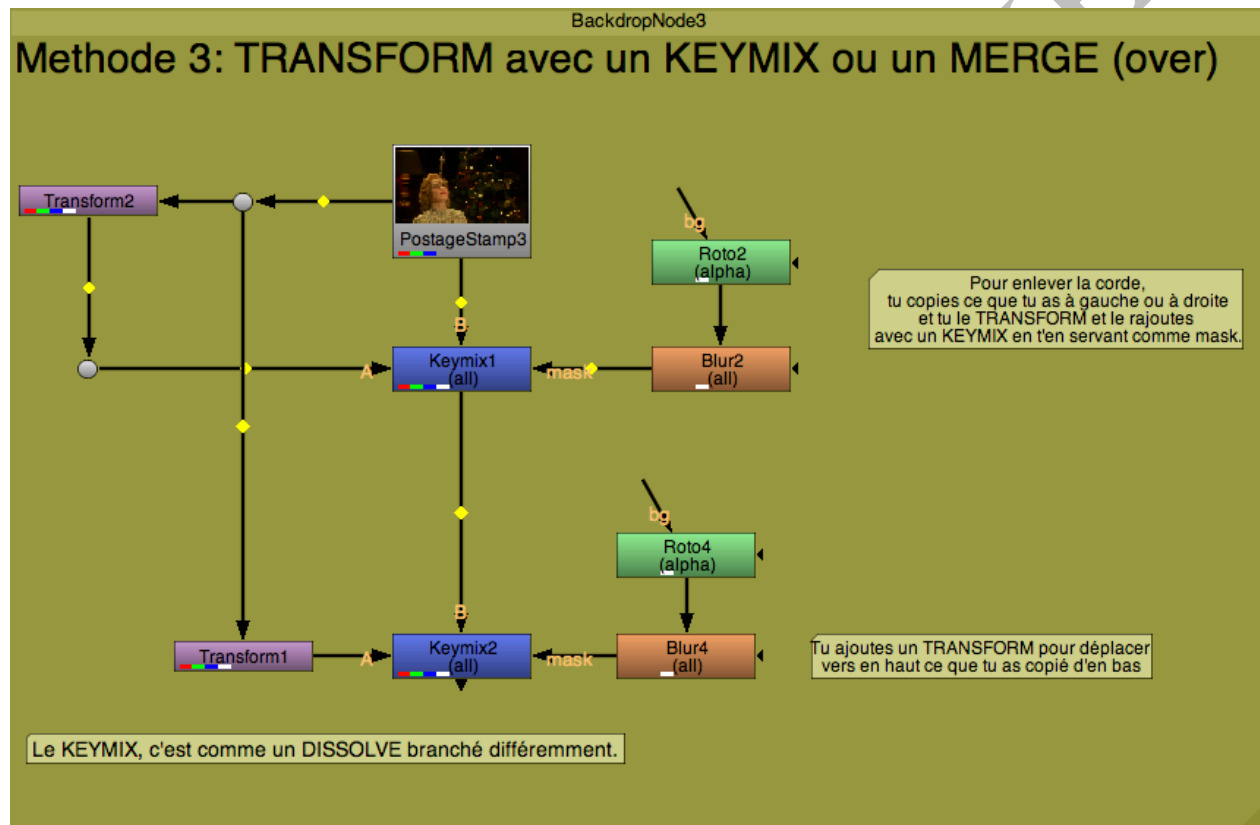 BackdropNode3
Methode 3: TRANSFORM avec un KEYMIX ou un MERGE (over)
Transform2
PostageStamp3
bg
Roto2
(alpha)
Pour enlever la corde,
tu copies ce que tu as à gauche ou à droite
et tu le TRANSFORM et le rajoutes
avec un KEYMIX en t'en servant comme mask.
B
A
Keymix1
(all)
mask
Blur2
(all)
bg
Roto4
(alpha)
B
Transform1
A
Keymix2
(all)
mask
Blur4
(all)
Tu ajoutes un TRANSFORM pour déplacer
vers en haut ce que tu as copié d'en bas
Le KEYMIX, c'est comme un DISSOLVE branché différemment.